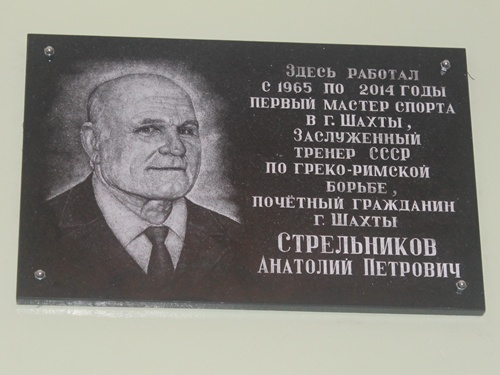 Здесь работал
с 1965 по 2014 годы
первый мастер спорта
в г. Шахты,
заслуженный
тренер СССР
по греко-римской
борьбе,
почётный гражданин
г. Шахты
Стрельников
Анатолий Петрович